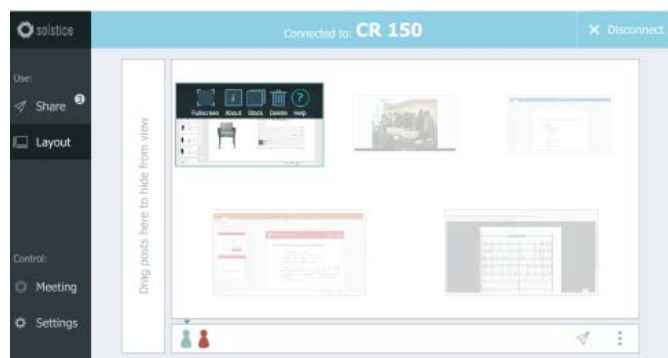 solstice
Connected to: CR 150
Disconnect
Use:
Share 3
Layout
Control:
Meeting
Settings
Drag posts here to hide from view
Fullscreen About Stack Delete Help